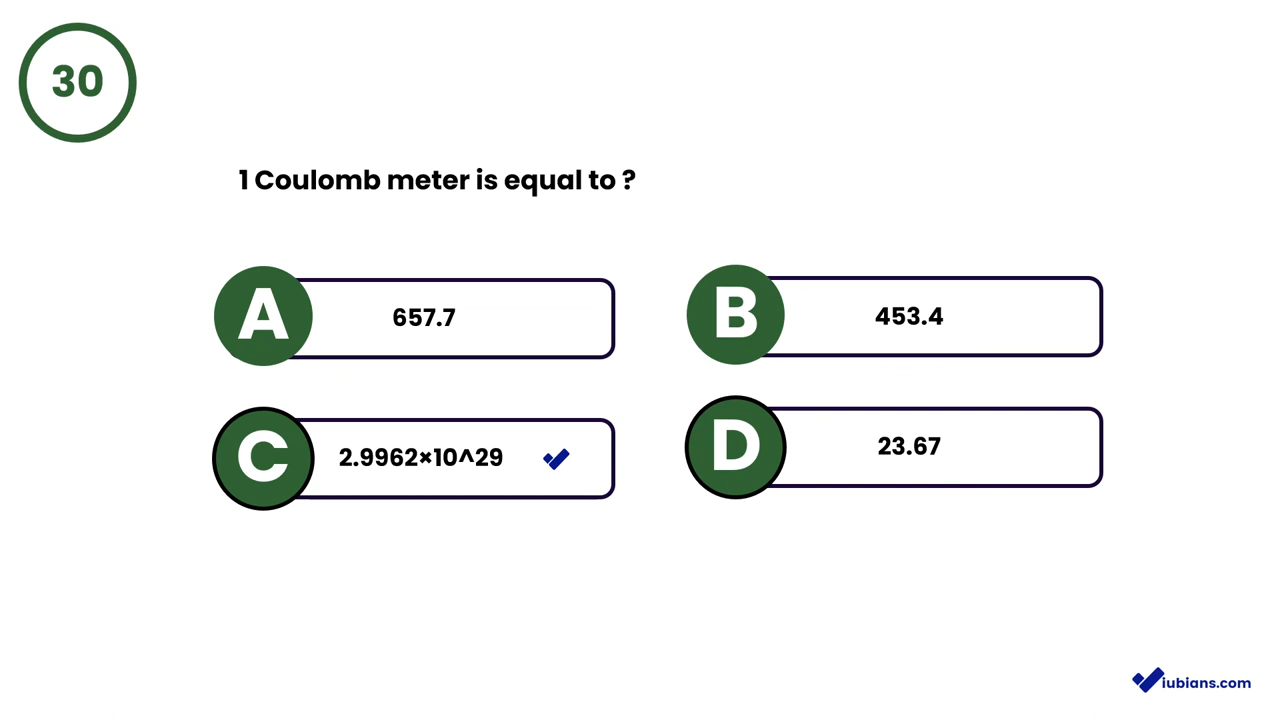 30
1 Coulomb meter is equal to ?
A 657.7
B 453.4
C 2.9962×10^29
D 23.67
iubians.com